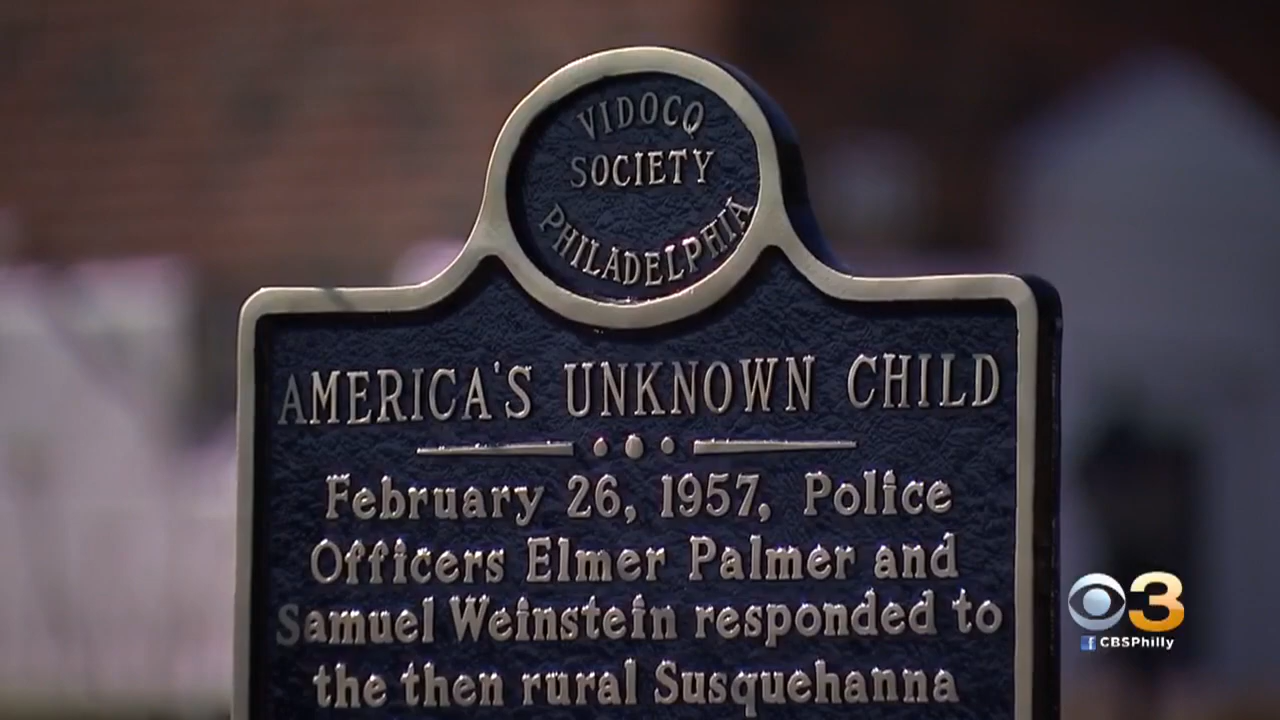 VIDOCQ
SOCIETY
PHILADELPHIA
AMERICA'S UNKNOWN CHILD
February 26, 1957, Police
Officers Elmer Palmer and
Samuel Weinstein responded to
the then rural Susquehanna
3
f CBSPhilly